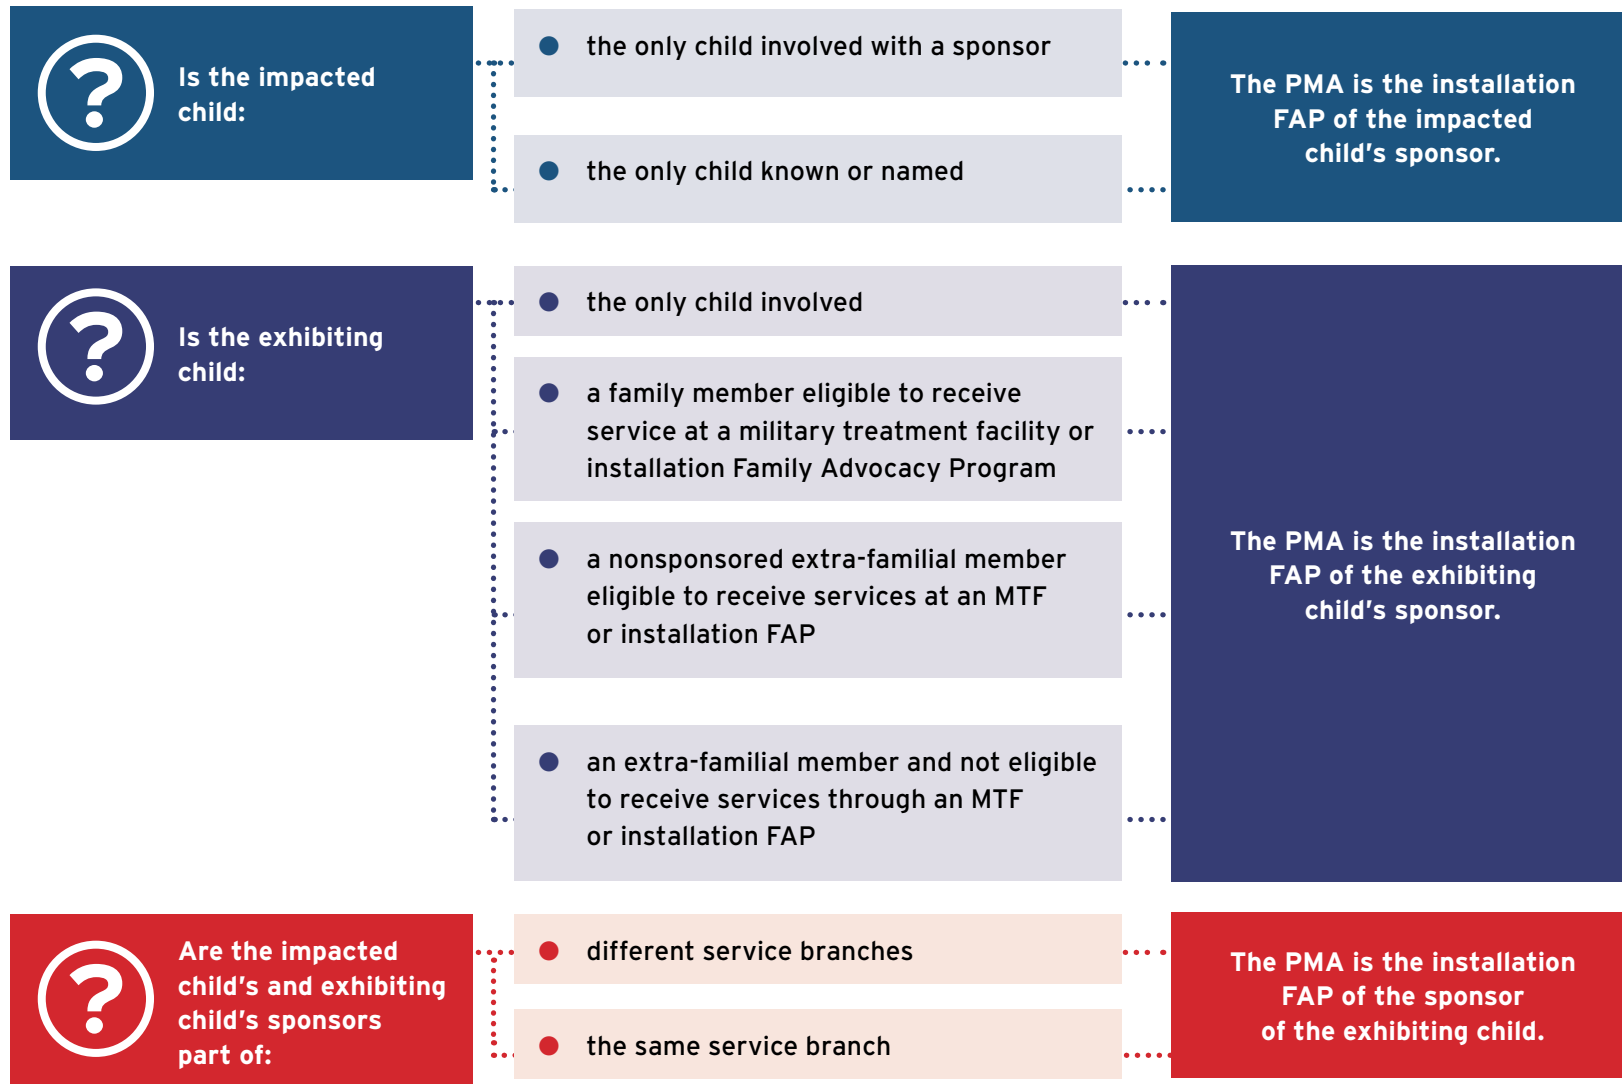 ?
Is the impacted
child:
the only child involved with a sponsor
the only child known or named
The PMA is the installation
FAP of the impacted
child's sponsor.
?
Is the exhibiting
child:
the only child involved
a family member eligible to receive
service at a military treatment facility or
installation Family Advocacy Program
a nonsponsored extra-familial member
eligible to receive services at an MTF
or installation FAP
an extra-familial member and not eligible
to receive services through an MTF
or installation FAP
The PMA is the installation
FAP of the exhibiting
child's sponsor.
?
Are the impacted
child's and exhibiting
child's sponsors
part of:
different service branches
the same service branch
The PMA is the installation
FAP of the sponsor
of the exhibiting child.